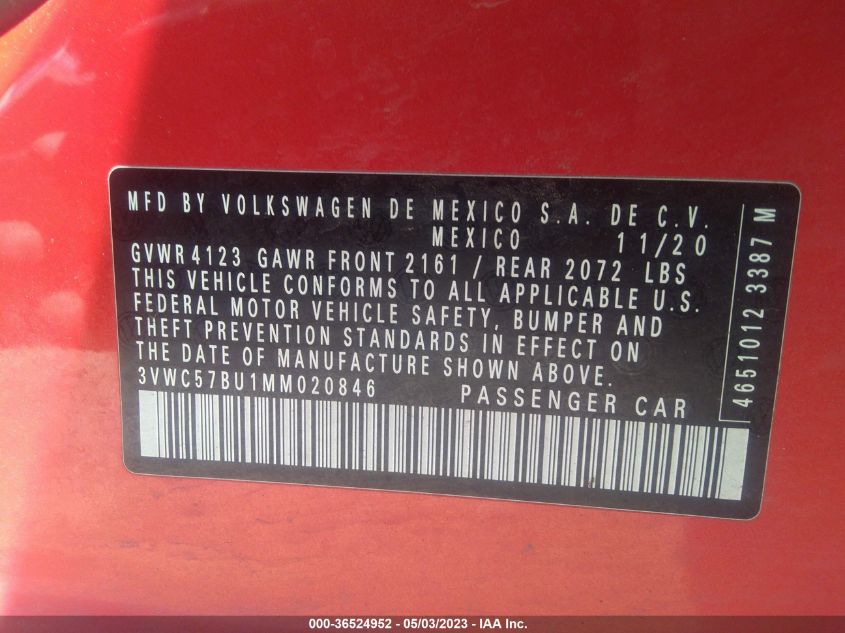 MFD BY VOLKSWAGEN DE MEXICO S.A. DE C.V.
MEXICO 11/20
GVWR 4123 GAWR FRONT 2161 / REAR 2072 LBS
THIS VEHICLE CONFORMS TO ALL APPLICABLE U.S.
FEDERAL MOTOR VEHICLE SAFETY, BUMPER AND
THEFT PREVENTION STANDARDS IN EFFECT ON
THE DATE OF MANUFACTURE SHOWN ABOVE.
3VWC57BU1MM020846 PASSENGER CAR
4651012 3387 M
000-36524952 - 05/03/2023 - IAA Inc.